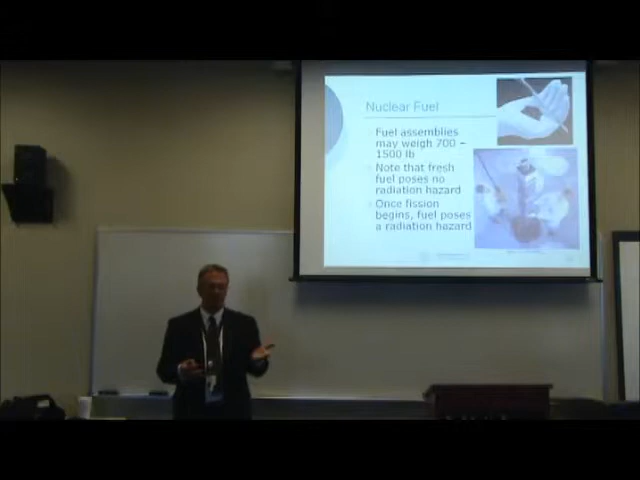 Nuclear Fuel
Fuel assemblies
may weigh 700 –
1500 lb
Note that fresh
fuel poses no
radiation hazard
Once fission
begins, fuel poses
a radiation hazard